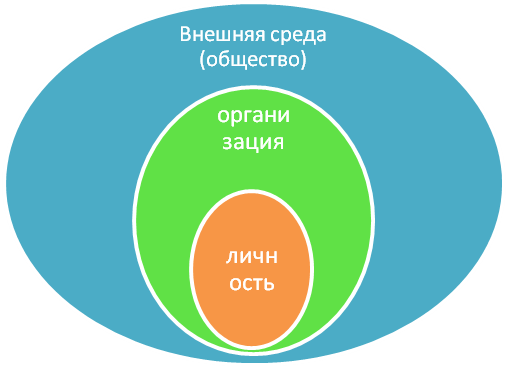 Внешняя среда
(общество)
органи
зация
личн
ость